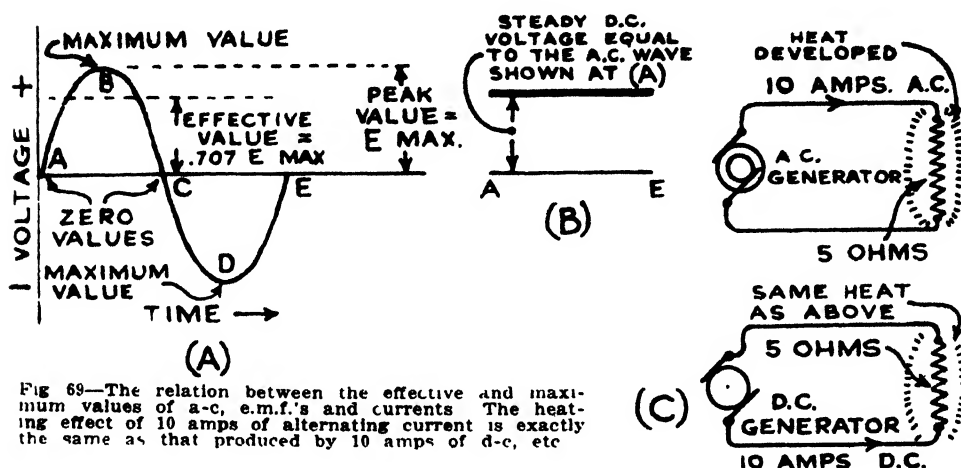 MAXIMUM VALUE
B
+
VOLTAGE
A
EFFECTIVE
VALUE =
.707 E MAX
PEAK
VALUE =
E MAX.
C
E
ZERO
VALUES
D
MAXIMUM
VALUE
TIME
(A)
STEADY D.C.
VOLTAGE EQUAL
TO THE A.C. WAVE
SHOWN AT (A)
A
E
(B)
HEAT
DEVELOPED
10 AMPS. A.C.
A.C.
GENERATOR
5 OHMS
SAME HEAT
AS ABOVE
5 OHMS
(C)
D.C.
GENERATOR
10 AMPS D.C.
Fig 69—The relation between the effective and maxi-
mum values of a-c, e.m.f.'s and currents The heat-
ing effect of 10 amps of alternating current is exactly
the same as that produced by 10 amps of d-c, etc